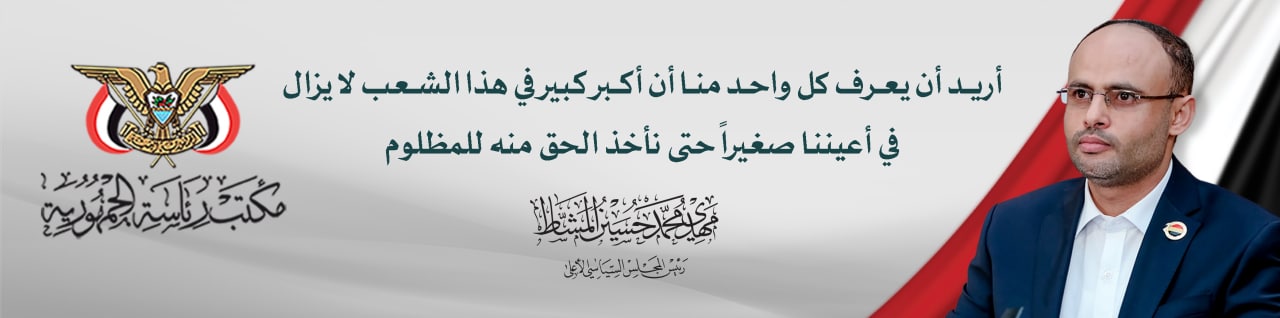 أريد أن يعرف كل واحد منا أن أكبر كبير في هذا الشعب لا يزال
في أعيننا صغيراً حتى نأخذ الحق منه للمظلوم
مهدي محمد حسين المشاط
رئيس المجلس السياسي الأعلى
مكتب رئاسة الجمهورية